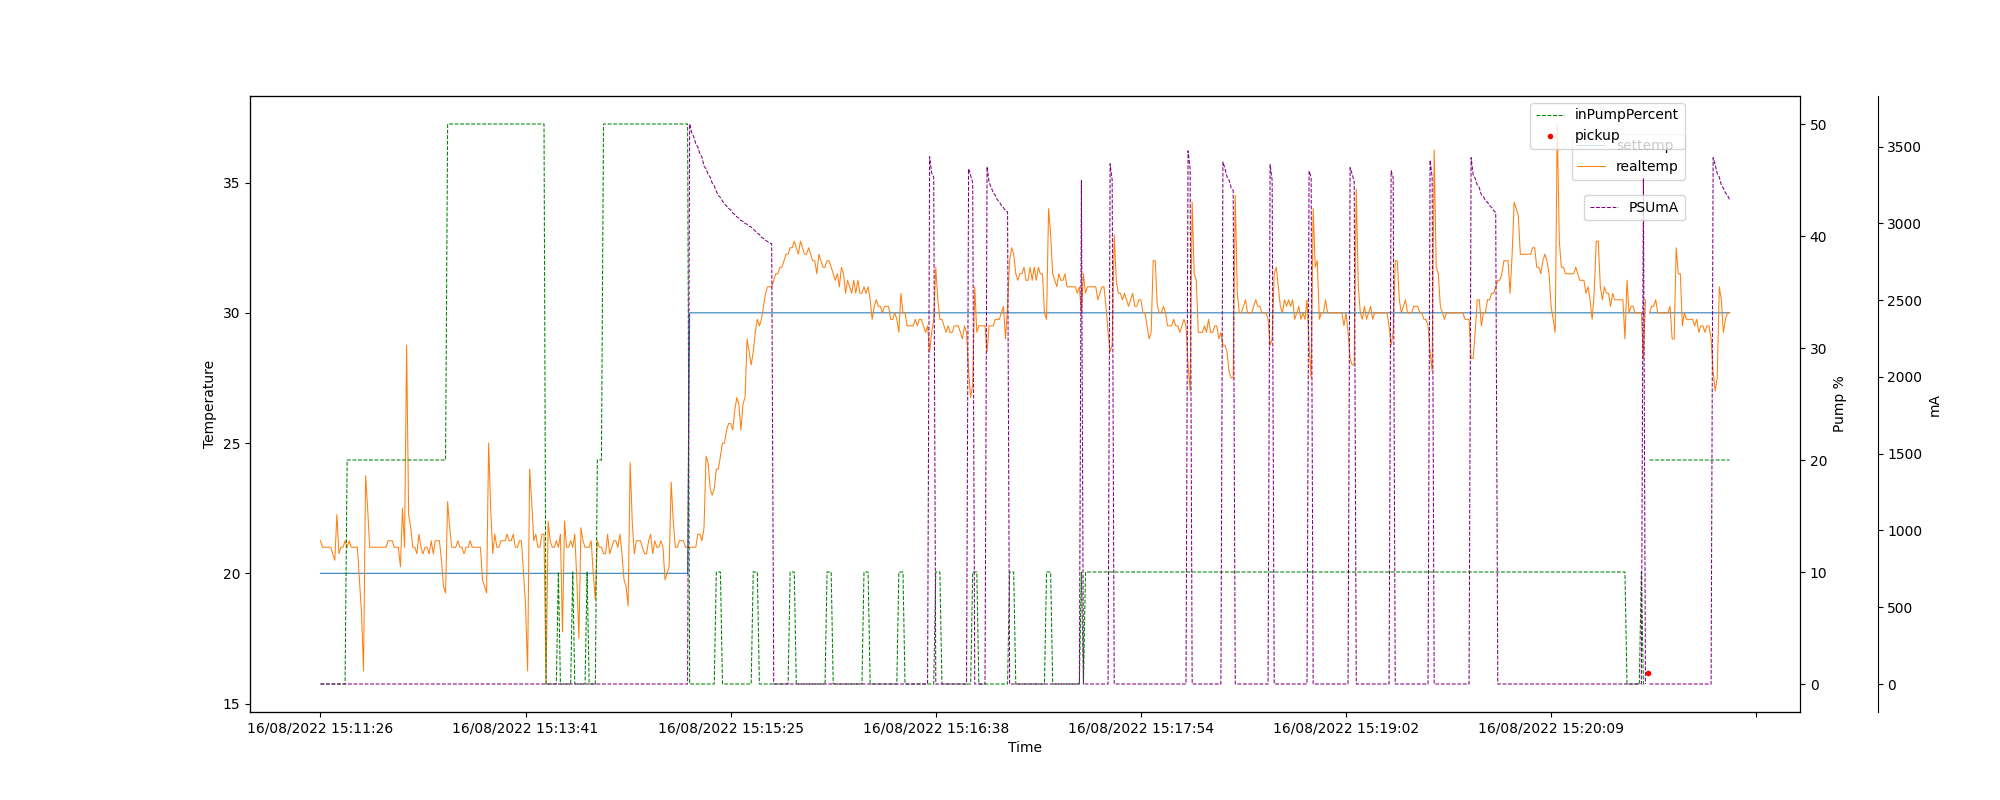 inPumpPercent
pickup
settemp
realtemp
PSUmA
35
30
25
20
15
Temperature
50
40
30
20
10
0
Pump %
3500
3000
2500
2000
1500
1000
500
0
mA
16/08/2022 15:11:26
16/08/2022 15:13:41
16/08/2022 15:15:25
16/08/2022 15:16:38
16/08/2022 15:17:54
16/08/2022 15:19:02
16/08/2022 15:20:09
Time